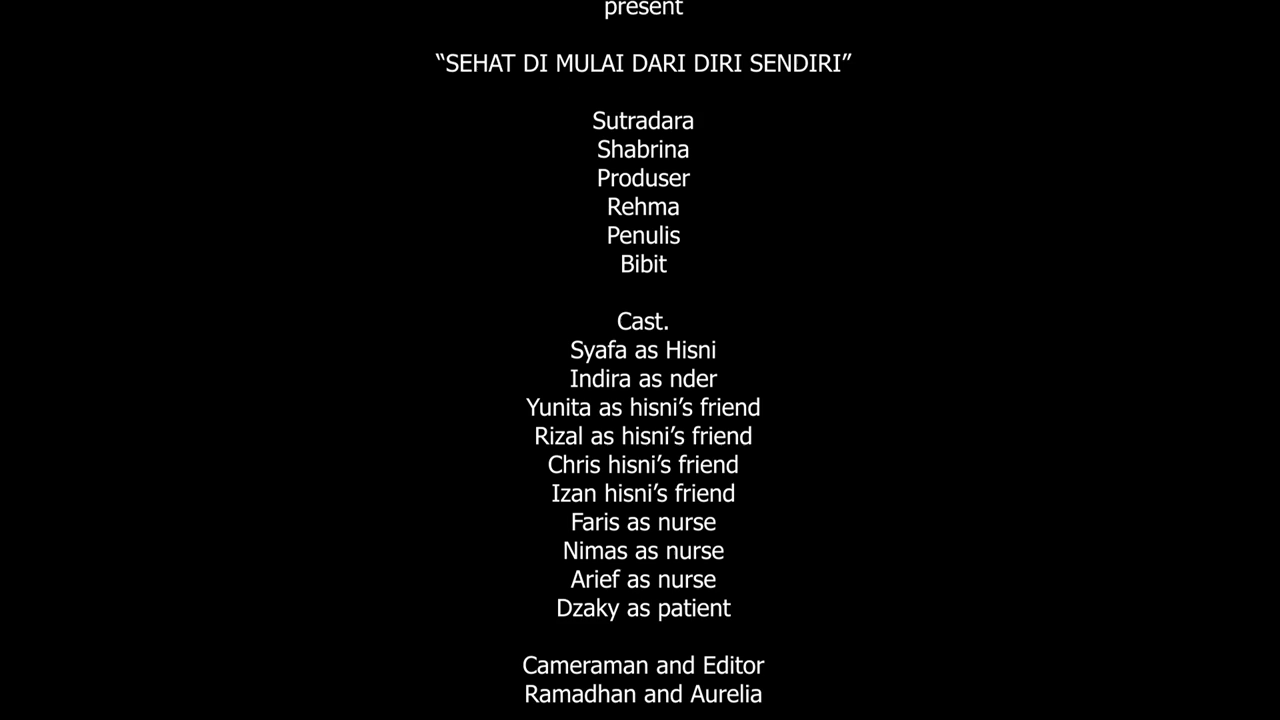 present
“SEHAT DI MULAI DARI DIRI SENDIRI”
Sutradara
Shabrina
Produser
Rehma
Penulis
Bibit
Cast.
Syafa as Hisni
Indira as nder
Yunita as hisni’s friend
Rizal as hisni’s friend
Chris hisni’s friend
Izan hisni’s friend
Faris as nurse
Nimas as nurse
Arief as nurse
Dzaky as patient
Cameraman and Editor
Ramadhan and Aurelia